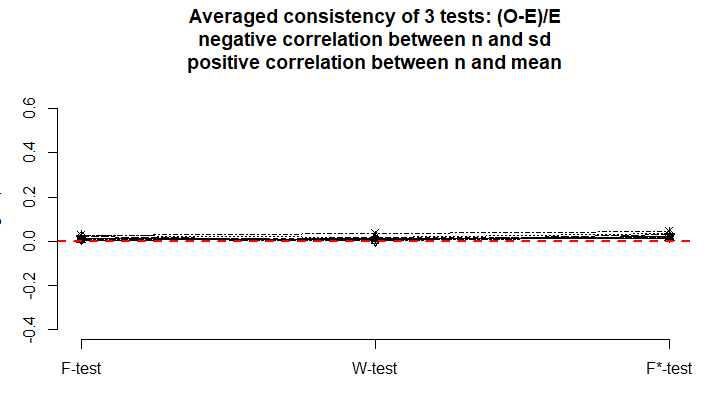 Averaged consistency of 3 tests: (O-E)/E
negative correlation between n and sd
positive correlation between n and mean
0.6
0.4
0.2
0.0
-0.2
-0.4
F-test W-test F*-test